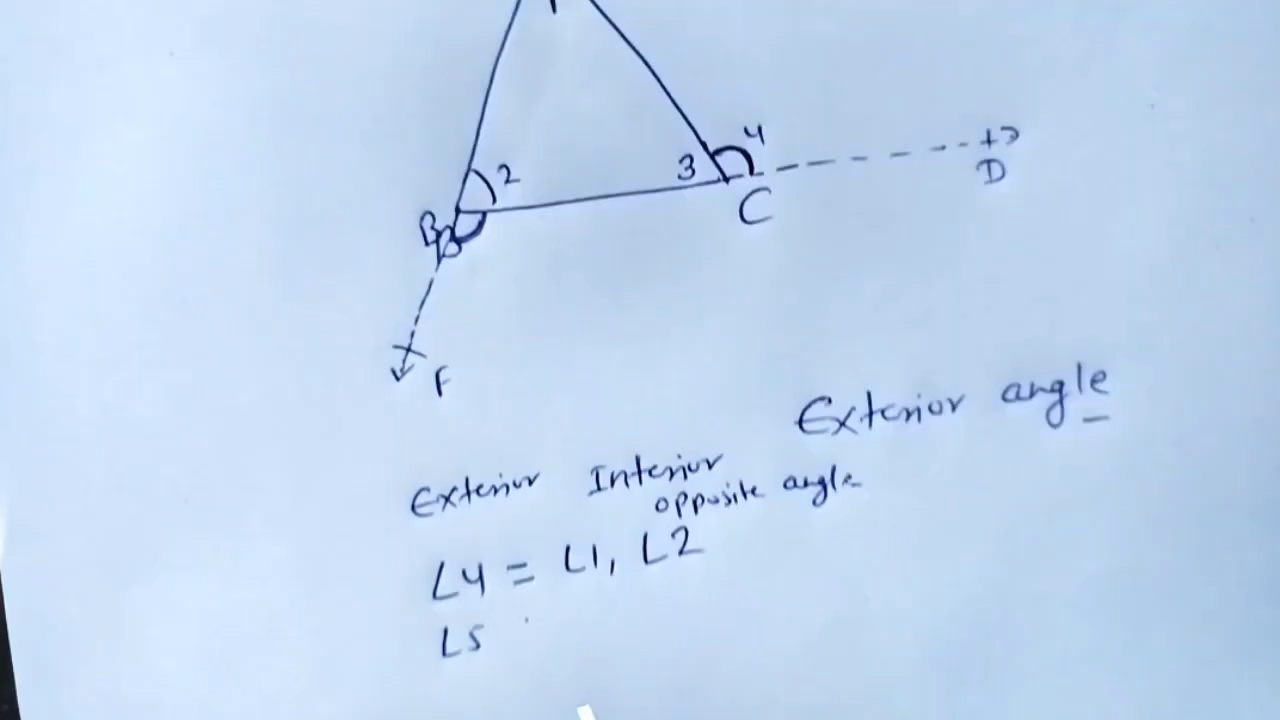 2
3
4
B
C
D
F
Exterior angle
Exterior Interior
opposite angle
∠4 = ∠1, ∠2
∠5